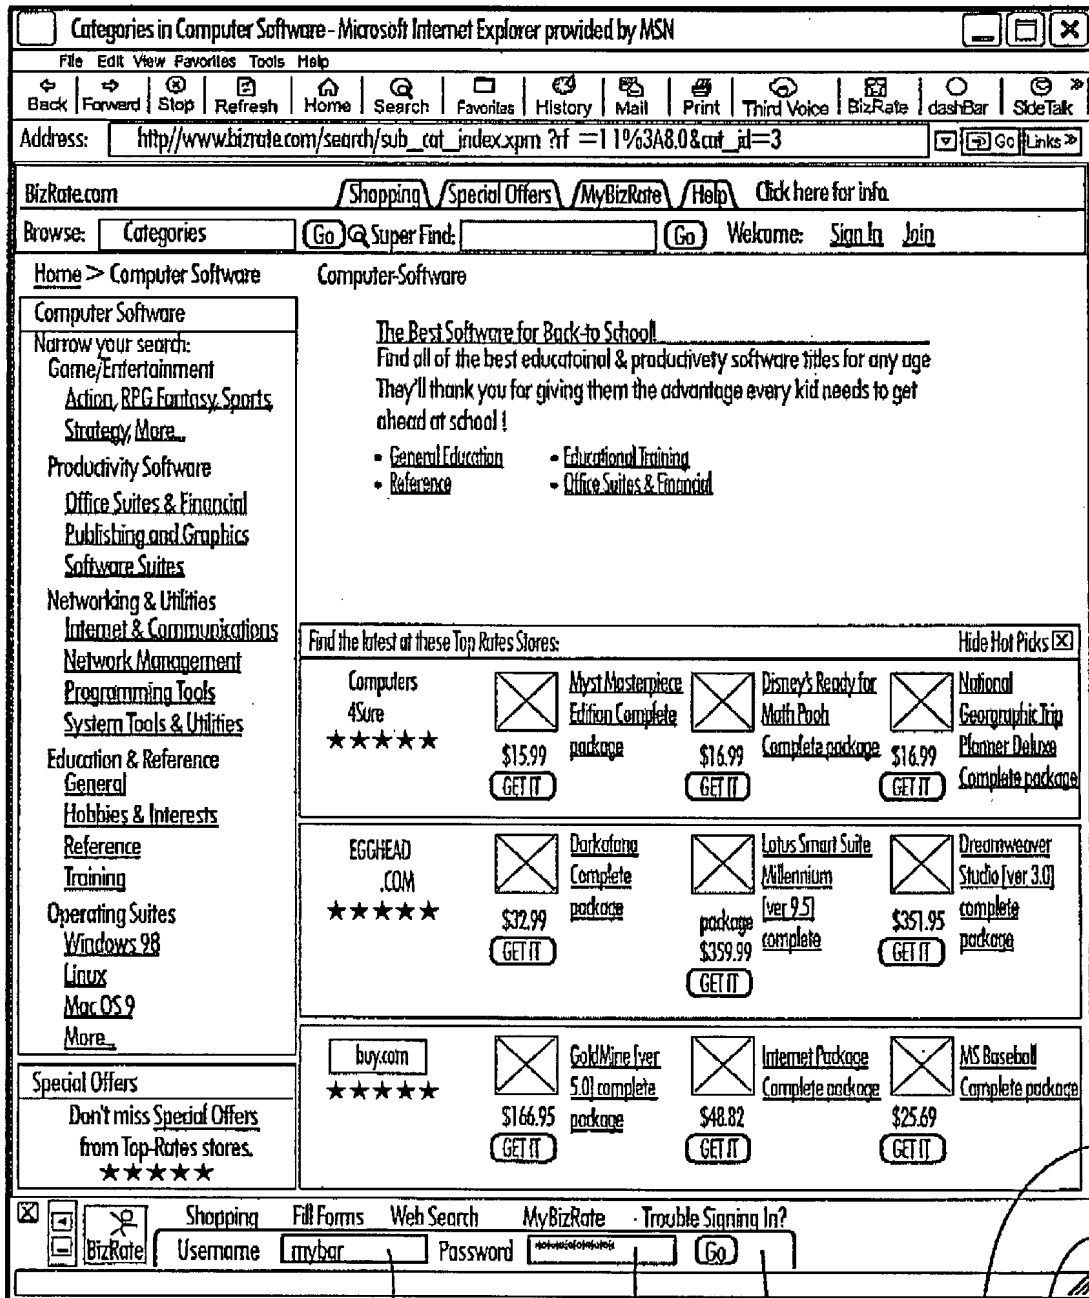 Categories in Computer Software - Microsoft Internet Explorer provided by MSN
File Edit View Favorites Tools Help
Back Forward Stop Refresh Home Search Favorites History Mail Print Third Voice BizRate dashBar SideTalk »
Address: http//www.bizrate.com/search/sub_cat_index.xpm ?rf =1 1%3A8.0&cat_id=3 Go Links »
BizRate.com Shopping Special Offers MyBizRate Help Click here for info.
Browse: Categories Go Super Find: Go Welcome: Sign In Join
Home > Computer Software
Computer Software
Narrow your search:
Game/Entertainment
Action, RPG Fantasy, Sports,
Strategy, More...
Productivity Software
Office Suites & Financial
Publishing and Graphics
Software Suites
Networking & Utilities
Internet & Communications
Network Management
Programming Tools
System Tools & Utilities
Education & Reference
General
Hobbies & Interests
Reference
Training
Operating Suites
Windows 98
Linux
Mac OS 9
More...
Special Offers
Don't miss Special Offers
from Top-Rates stores.
★★★★★
Computer-Software
The Best Software for Back-to School!
Find all of the best educatoinal & productivety software titles for any age
They'll thank you for giving them the advantage every kid needs to get
ahead at school !
• General Education • Educational Training
• Reference • Office Suites & Financial
Find the latest at these Top Rates Stores: Hide Hot Picks
Computers
4Sure
★★★★★
Myst Masterpiece
Edition Complete
package
$15.99
GET IT
Disney's Ready for
Math Pooh
Complete package
$16.99
GET IT
National
Georgraphic Trip
Planner Deluxe
Complete package
$16.99
GET IT
EGGHEAD
.COM
★★★★★
Darkafang
Complete
package
$32.99
GET IT
Lotus Smart Suite
Millennium
[ver 9.5]
complete
package
$359.99
GET IT
Dreamweaver
Studio [ver 3.0]
complete
package
$351.95
GET IT
buy.com
★★★★★
GoldMine [ver
5.0] complete
package
$166.95
GET IT
Internet Package
Complete package
$48.82
GET IT
MS Baseball
Complete package
$25.69
GET IT
Shopping Fill Forms Web Search MyBizRate Trouble Signing In?
BizRate Username mybar Password Go